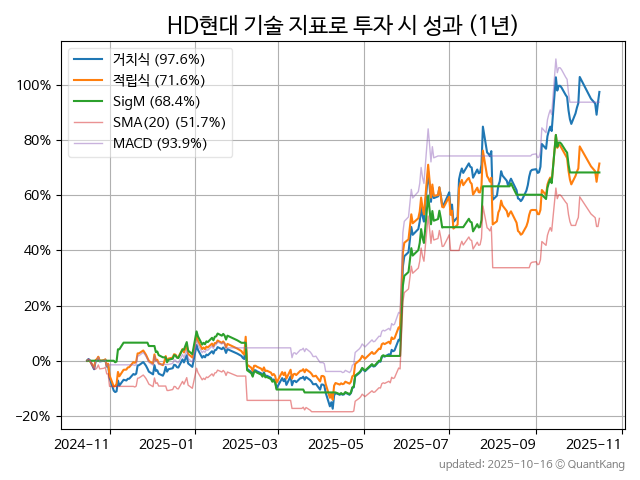 HD현대 기술 지표로 투자 시 성과 (1년)
거치식 (97.6%)
적립식 (71.6%)
SigM (68.4%)
SMA(20) (51.7%)
MACD (93.9%)
100%
80%
60%
40%
20%
0%
−20%
2024-11 2025-01 2025-03 2025-05 2025-07 2025-09 2025-11
updated: 2025-10-16 © QuantKang